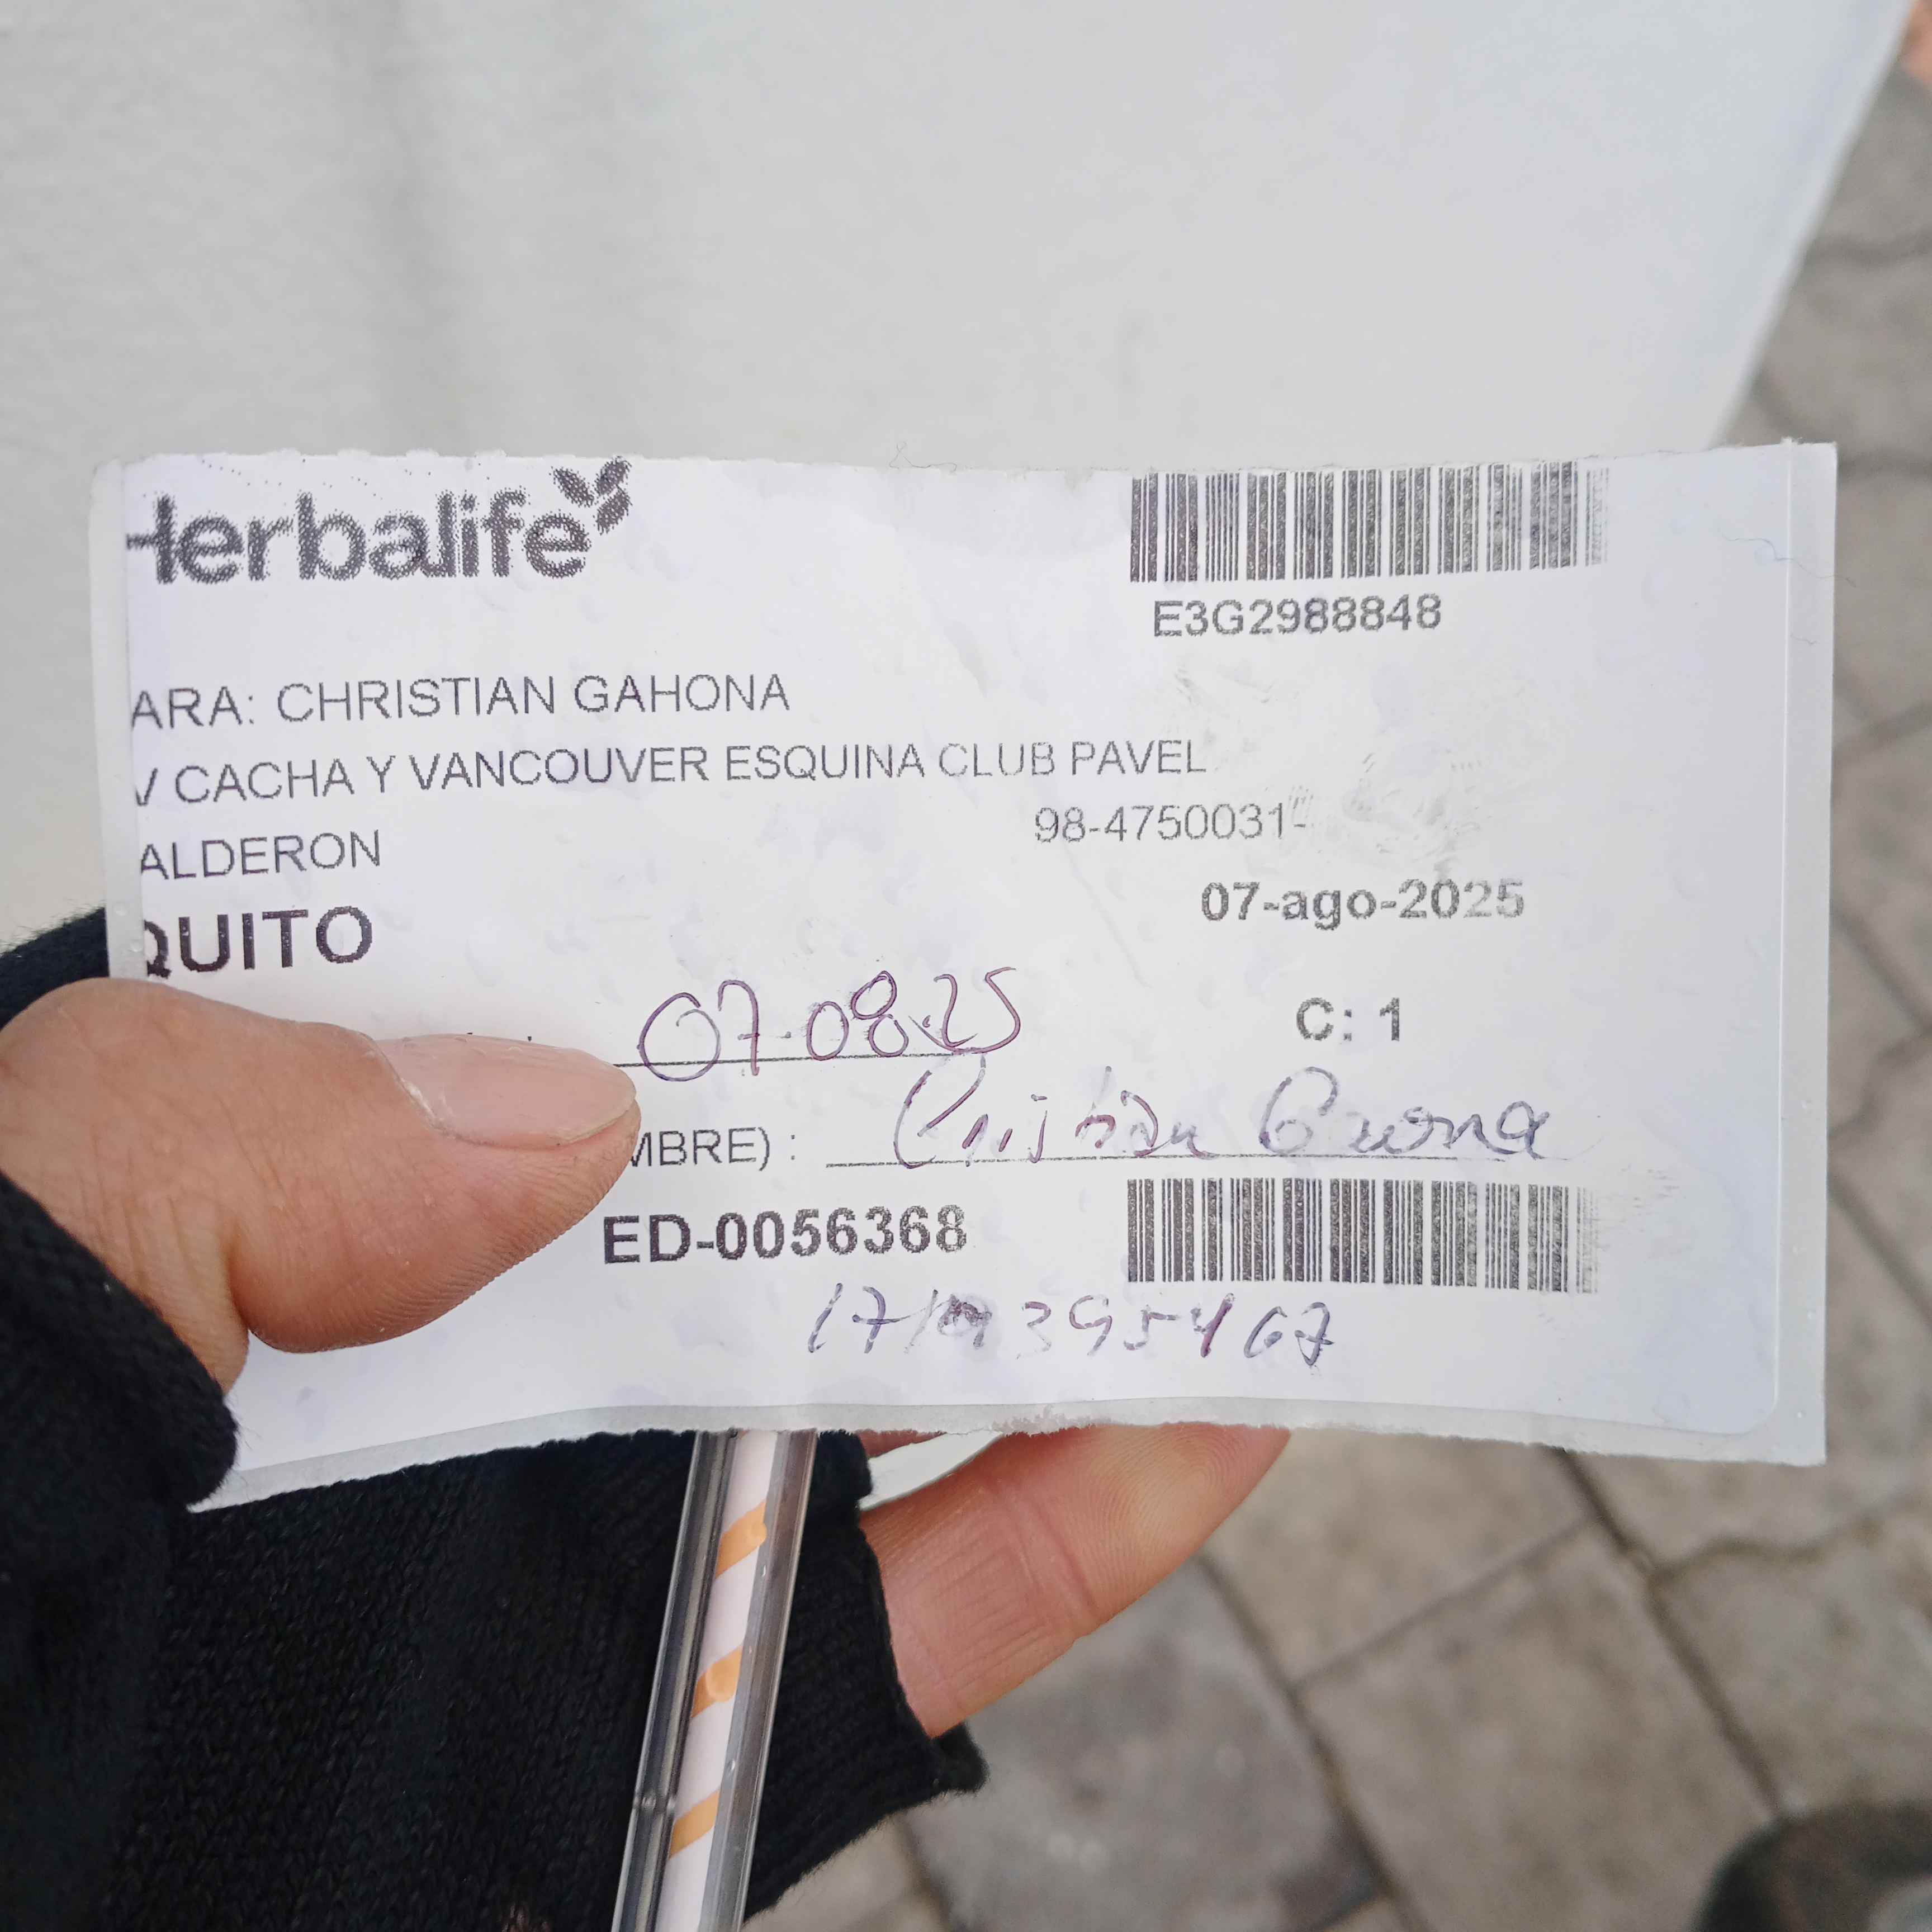 Herbalife
E3G2988848
ARA: CHRISTIAN GAHONA
V CACHA Y VANCOUVER ESQUINA CLUB PAVEL
98-4750031-
ALDERON
07-ago-2025
QUITO
07-08-25
C: 1
MBRE) :
ED-0056368